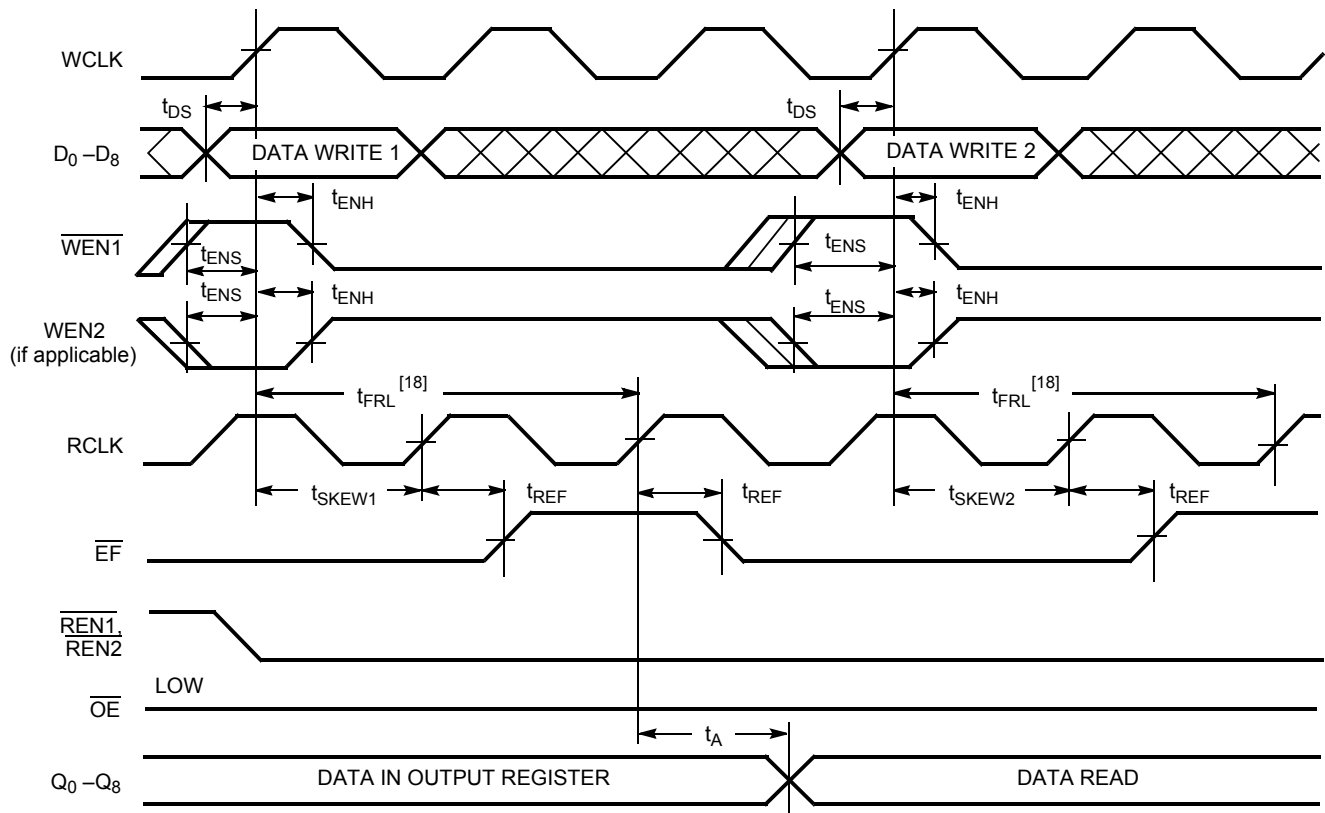 WCLK
tDS
tDS
D0 –D8
DATA WRITE 1
DATA WRITE 2
tENH
tENH
WEN1
tENS
tENS
tENS
tENH
tENS
tENH
WEN2
(if applicable)
tFRL [18]
tFRL [18]
RCLK
tSKEW1
tREF
tREF
tSKEW2
tREF
EF
REN1,
REN2
LOW
OE
tA
Q0 –Q8
DATA IN OUTPUT REGISTER
DATA READ